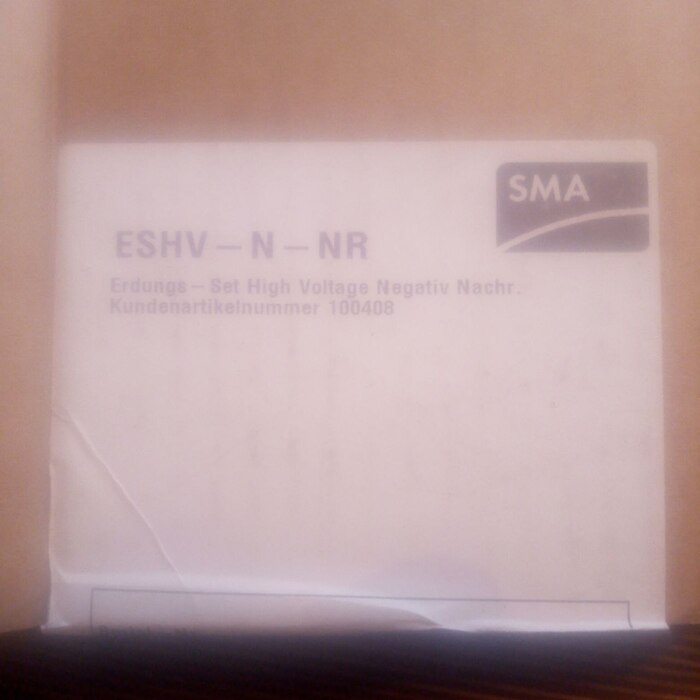 SMA
ESHV – N – NR
Erdungs – Set High Voltage Negativ Nachr.
Kundenartikelnummer 100408